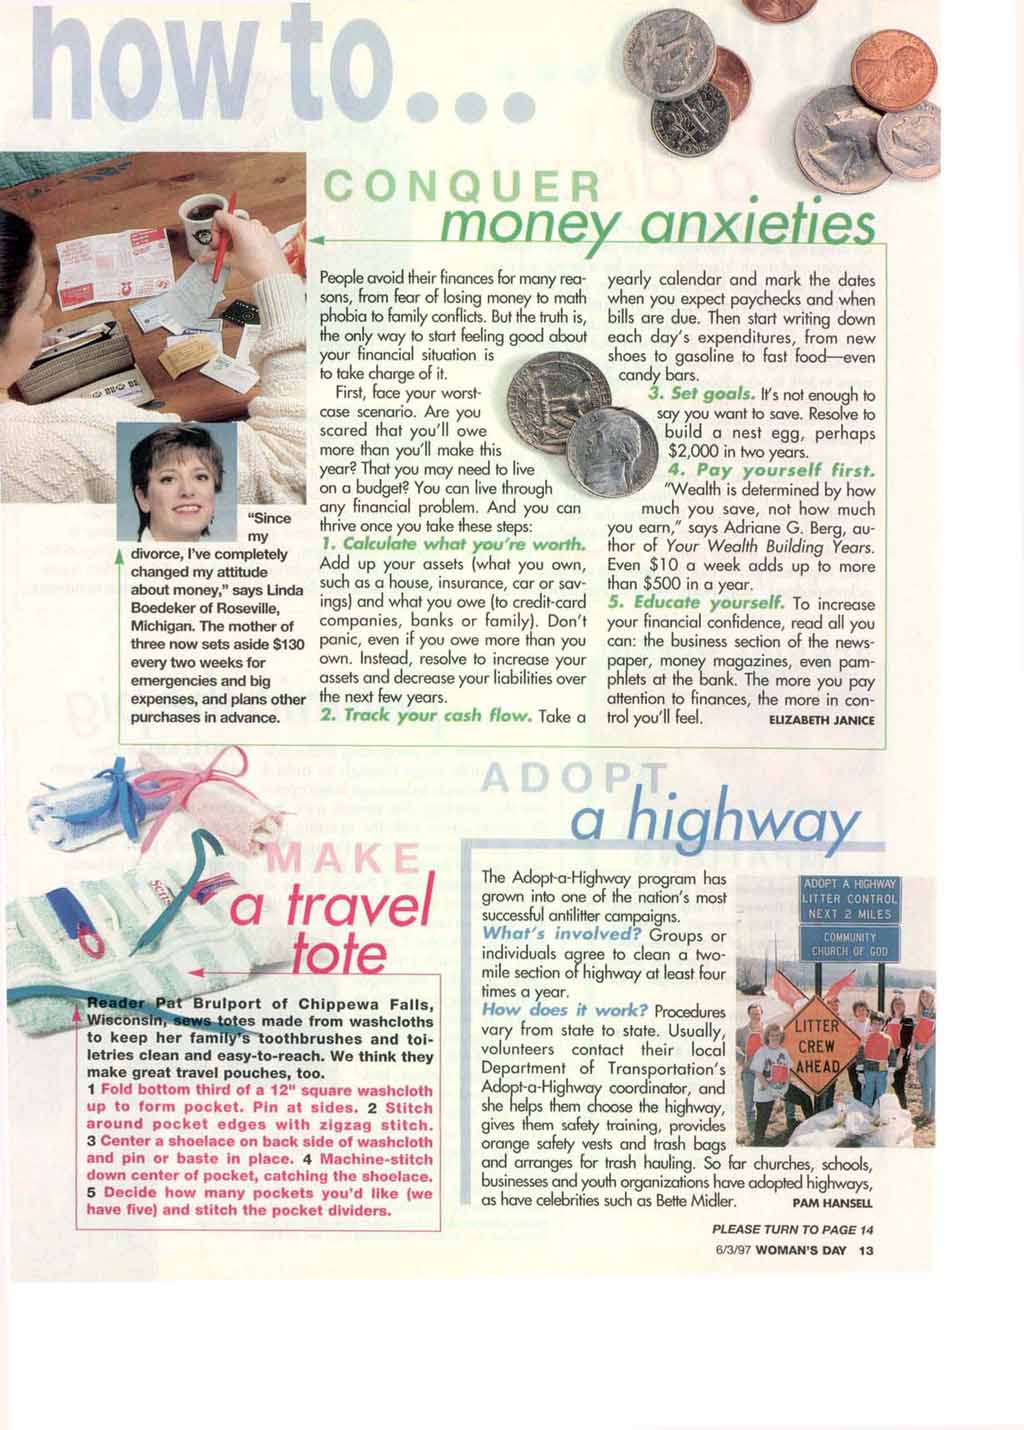 how to...
CONQUER
money anxieties
People avoid their finances for many rea-
sons, from fear of losing money to math
phobia to family conflicts. But the truth is,
the only way to start feeling good about
your financial situation is
to take charge of it.
First, face your worst-
case scenario. Are you
scared that you'll owe
more than you'll make this
year? That you may need to live
on a budget? You can live through
any financial problem. And you can
thrive once you take these steps:
1. Calculate what you're worth.
Add up your assets (what you own,
such as a house, insurance, car or sav-
ings) and what you owe (to credit-card
companies, banks or family). Don't
panic, even if you owe more than you
own. Instead, resolve to increase your
assets and decrease your liabilities over
the next few years.
2. Track your cash flow. Take a
yearly calendar and mark the dates
when you expect paychecks and when
bills are due. Then start writing down
each day's expenditures, from new
shoes to gasoline to fast food—even
candy bars.
3. Set goals. It's not enough to
say you want to save. Resolve to
build a nest egg, perhaps
$2,000 in two years.
4. Pay yourself first.
"Wealth is determined by how
much you save, not how much
you earn," says Adriane G. Berg, au-
thor of Your Wealth Building Years.
Even $10 a week adds up to more
than $500 in a year.
5. Educate yourself. To increase
your financial confidence, read all you
can: the business section of the news-
paper, money magazines, even pam-
phlets at the bank. The more you pay
attention to finances, the more in con-
trol you'll feel. ELIZABETH JANICE
"Since
my
divorce, I've completely
changed my attitude
about money," says Linda
Boedeker of Roseville,
Michigan. The mother of
three now sets aside $130
every two weeks for
emergencies and big
expenses, and plans other
purchases in advance.
MAKE
a travel
tote
Reader Pat Brulport of Chippewa Falls,
Wisconsin, sews totes made from washcloths
to keep her family's toothbrushes and toi-
letries clean and easy-to-reach. We think they
make great travel pouches, too.
1 Fold bottom third of a 12" square washcloth
up to form pocket. Pin at sides. 2 Stitch
around pocket edges with zigzag stitch.
3 Center a shoelace on back side of washcloth
and pin or baste in place. 4 Machine-stitch
down center of pocket, catching the shoelace.
5 Decide how many pockets you'd like (we
have five) and stitch the pocket dividers.
ADOPT
a highway
The Adopt-a-Highway program has
grown into one of the nation's most
successful antilitter campaigns.
What's involved? Groups or
individuals agree to clean a two-
mile section of highway at least four
times a year.
How does it work? Procedures
vary from state to state. Usually,
volunteers contact their local
Department of Transportation's
Adopt-a-Highway coordinator, and
she helps them choose the highway,
gives them safety training, provides
orange safety vests and trash bags
and arranges for trash hauling. So far churches, schools,
businesses and youth organizations have adopted highways,
as have celebrities such as Bette Midler. PAM HANSELL
ADOPT A HIGHWAY
LITTER CONTROL
NEXT 2 MILES
COMMUNITY
CHURCH OF GOD
LITTER
CREW
AHEAD
PLEASE TURN TO PAGE 14
6/3/97 WOMAN'S DAY 13